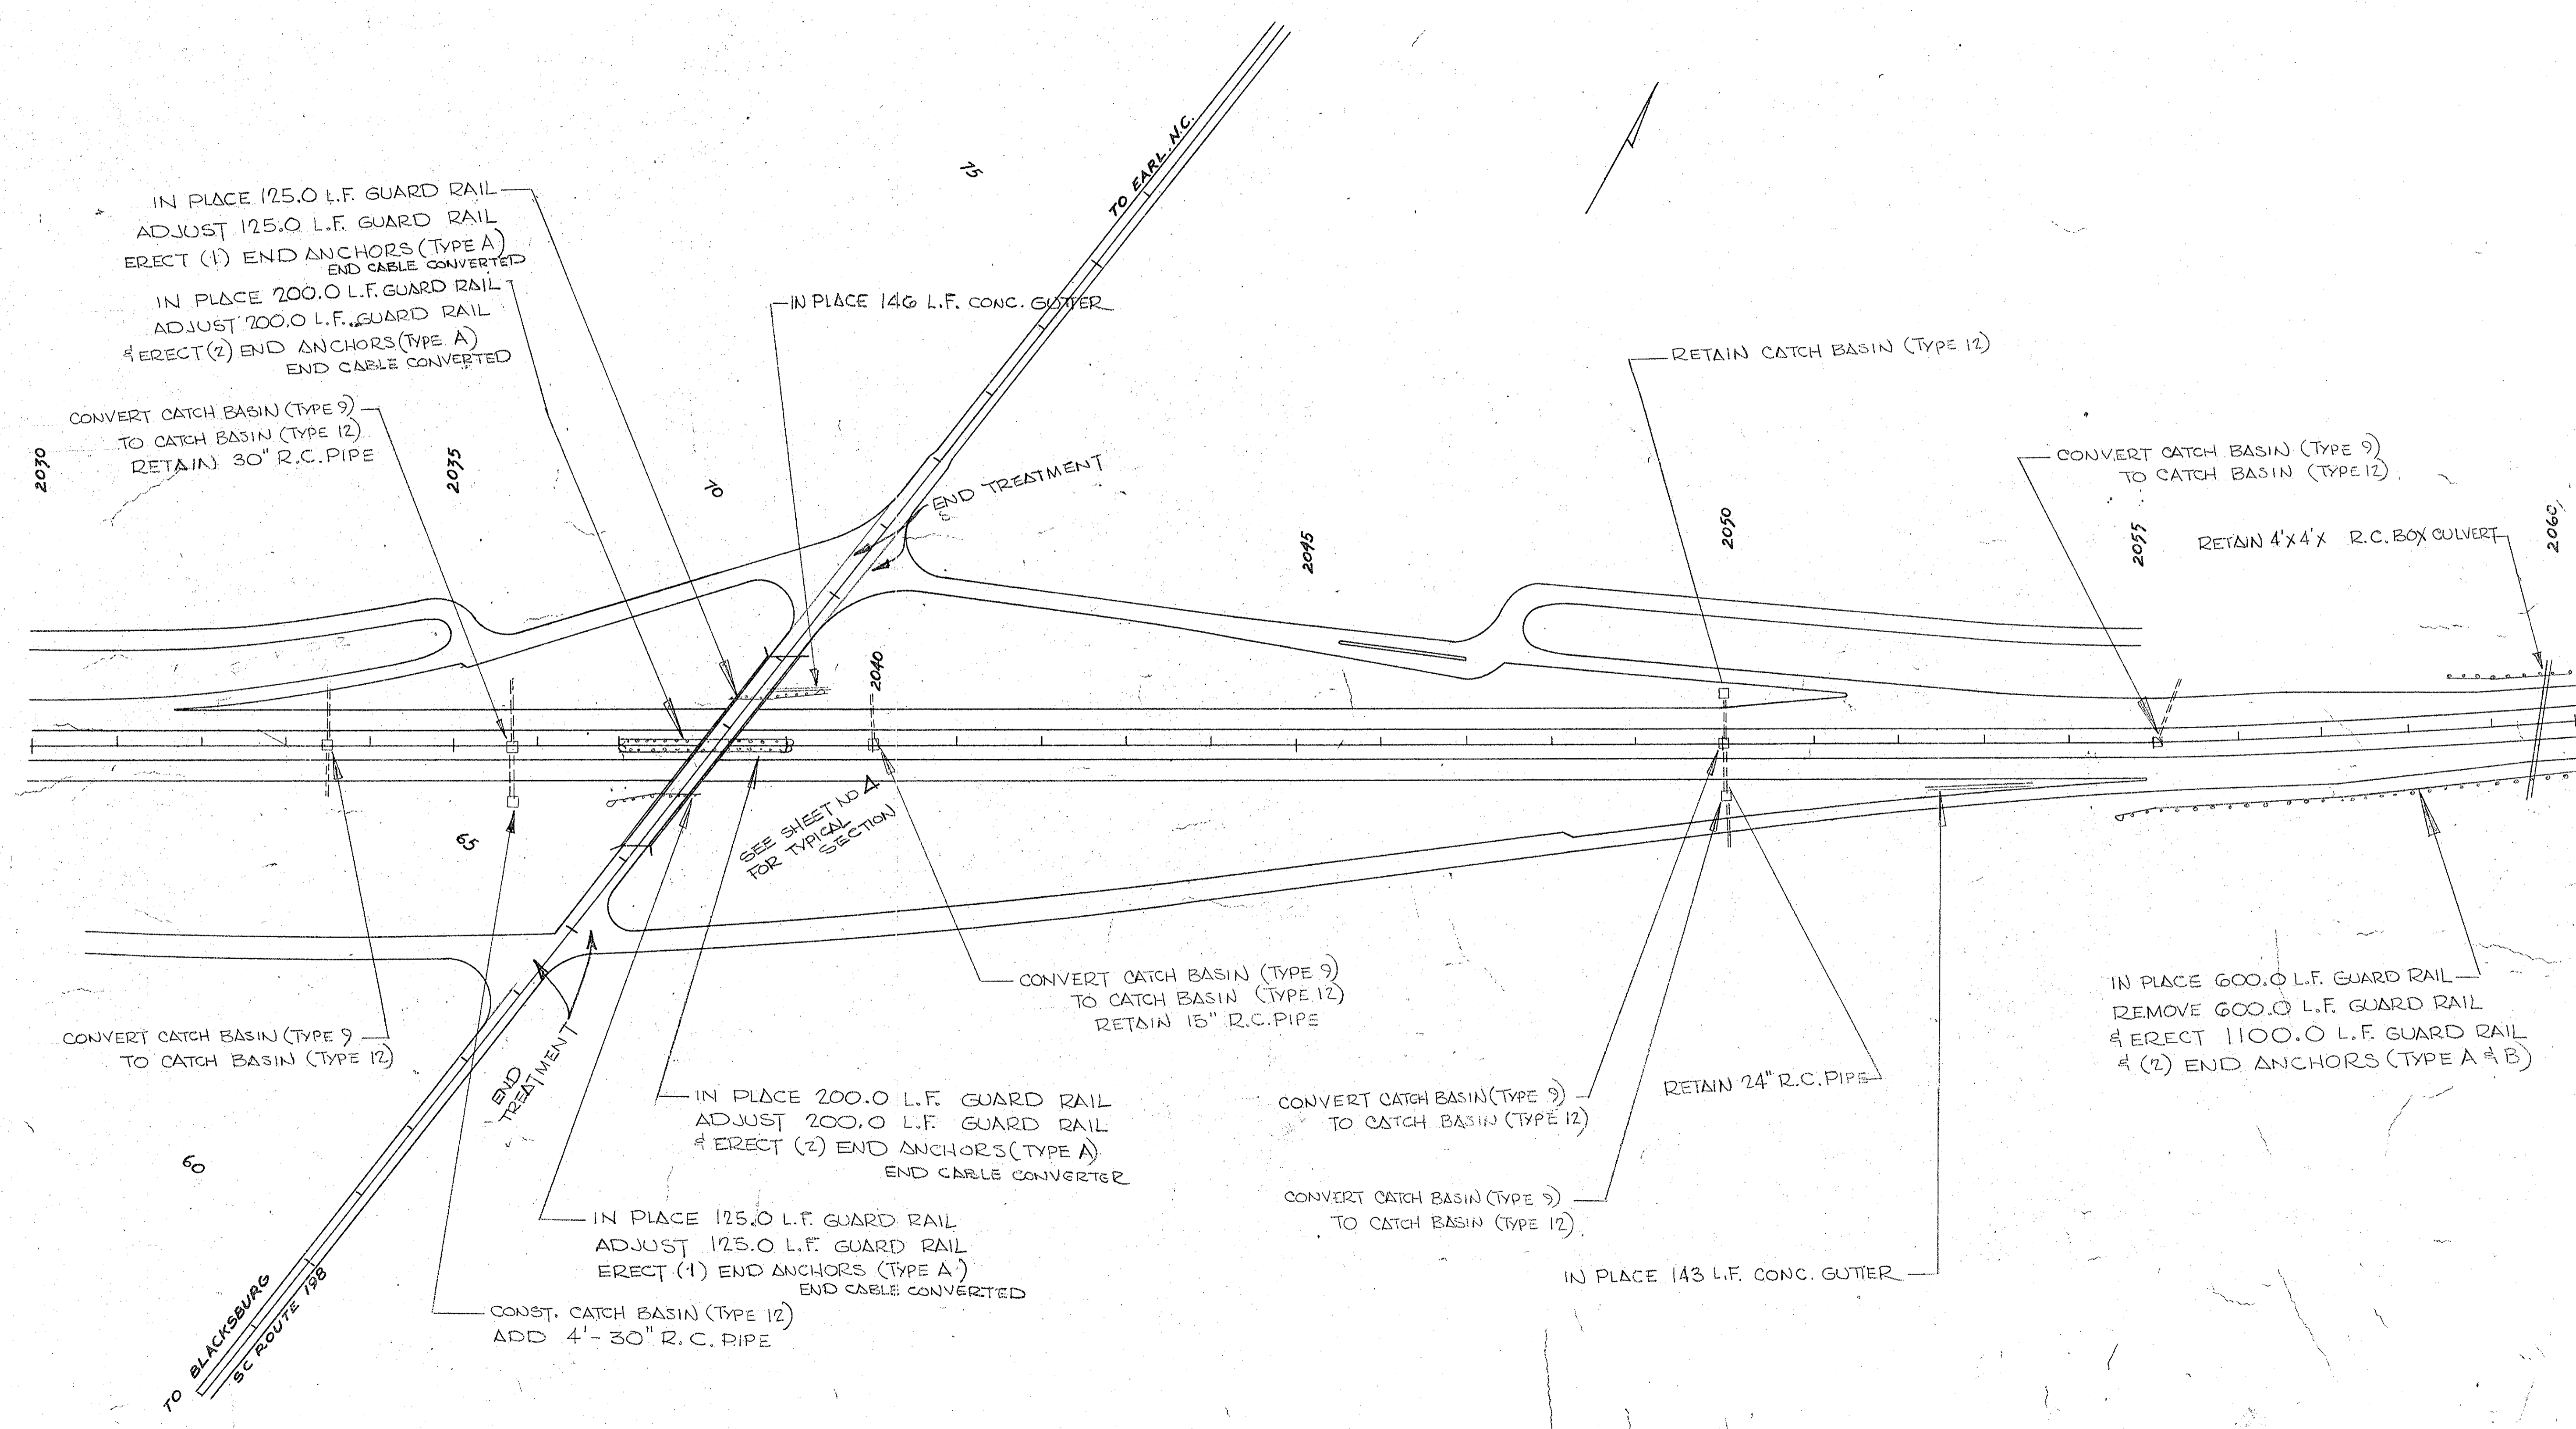 TO EARL, N.C.
75
IN PLACE 125.0 L.F. GUARD RAIL
ADJUST 125.0 L.F. GUARD RAIL
ERECT (1) END ANCHORS (TYPE A)
END CABLE CONVERTED
IN PLACE 200.0 L.F. GUARD RAIL
ADJUST 200.0 L.F. GUARD RAIL
& ERECT (2) END ANCHORS (TYPE A)
END CABLE CONVERTED
IN PLACE 146 L.F. CONC. GUTTER
RETAIN CATCH BASIN (TYPE 12)
CONVERT CATCH BASIN (TYPE 9)
TO CATCH BASIN (TYPE 12)
RETAIN 30" R.C. PIPE
CONVERT CATCH BASIN (TYPE 9)
TO CATCH BASIN (TYPE 12)
2030
2035
70
END TREATMENT
2045
2050
2055
RETAIN 4'X4'X R.C. BOX CULVERT
2060
2040
65
SEE SHEET NO 4
FOR TYPICAL
SECTION
CONVERT CATCH BASIN (TYPE 9)
TO CATCH BASIN (TYPE 12)
RETAIN 15" R.C. PIPE
IN PLACE 600.0 L.F. GUARD RAIL
REMOVE 600.0 L.F. GUARD RAIL
& ERECT 1100.0 L.F. GUARD RAIL
& (2) END ANCHORS (TYPE A & B)
CONVERT CATCH BASIN (TYPE 9
TO CATCH BASIN (TYPE 12)
END
TREATMENT
IN PLACE 200.0 L.F. GUARD RAIL
ADJUST 200.0 L.F. GUARD RAIL
& ERECT (2) END ANCHORS (TYPE A)
END CABLE CONVERTER
CONVERT CATCH BASIN (TYPE 9)
TO CATCH BASIN (TYPE 12)
RETAIN 24" R.C. PIPE
60
CONVERT CATCH BASIN (TYPE 9)
TO CATCH BASIN (TYPE 12)
IN PLACE 125.0 L.F. GUARD RAIL
ADJUST 125.0 L.F. GUARD RAIL
ERECT (1) END ANCHORS (TYPE A)
END CABLE CONVERTED
IN PLACE 143 L.F. CONC. GUTTER
CONST. CATCH BASIN (TYPE 12)
ADD 4'-30" R.C. PIPE
TO BLACKSBURG
SC ROUTE 198